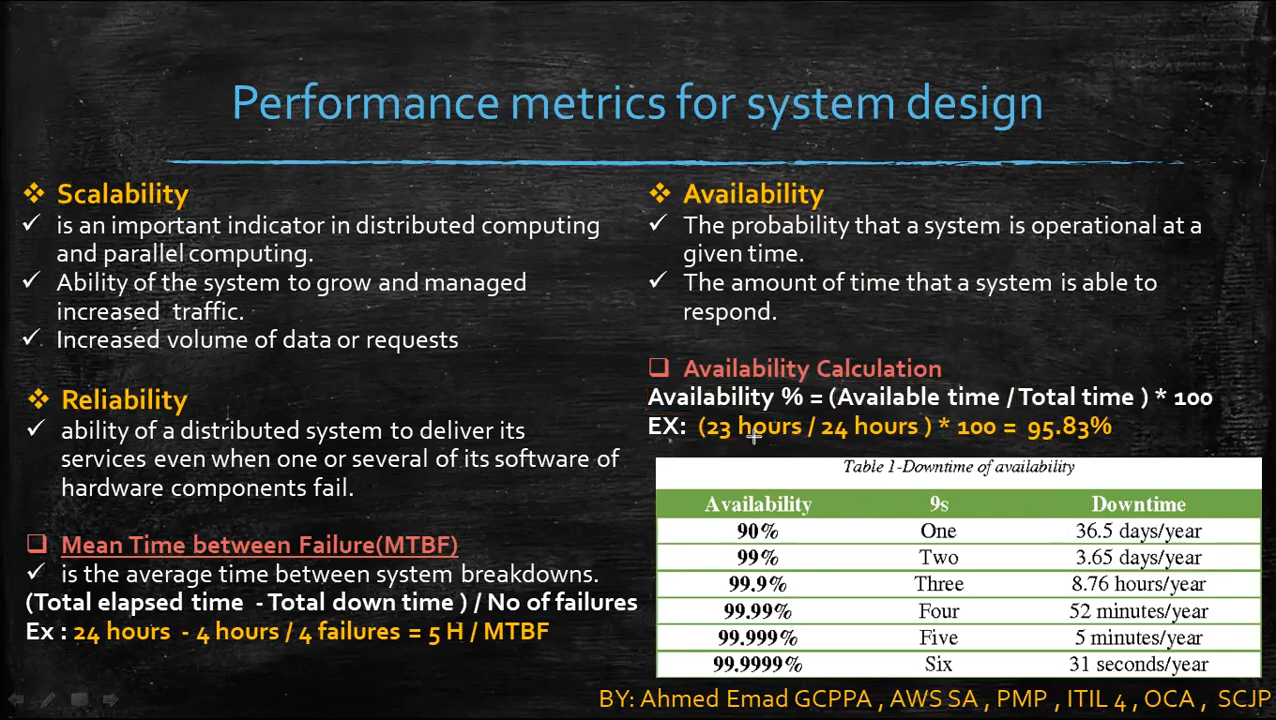 Performance metrics for system design
Scalability
is an important indicator in distributed computing
and parallel computing.
Ability of the system to grow and managed
increased traffic.
Increased volume of data or requests
Reliability
ability of a distributed system to deliver its
services even when one or several of its software of
hardware components fail.
Mean Time between Failure(MTBF)
is the average time between system breakdowns.
(Total elapsed time - Total down time ) / No of failures
Ex : 24 hours - 4 hours / 4 failures = 5 H / MTBF
Availability
The probability that a system is operational at a
given time.
The amount of time that a system is able to
respond.
Availability Calculation
Availability % = (Available time / Total time ) * 100
EX: (23 hours / 24 hours ) * 100 = 95.83%
Table 1-Downtime of availability
Availability 9s Downtime
90% One 36.5 days/year
99% Two 3.65 days/year
99.9% Three 8.76 hours/year
99.99% Four 52 minutes/year
99.999% Five 5 minutes/year
99.9999% Six 31 seconds/year
BY: Ahmed Emad GCPPA , AWS SA , PMP , ITIL 4 , OCA , SCJP